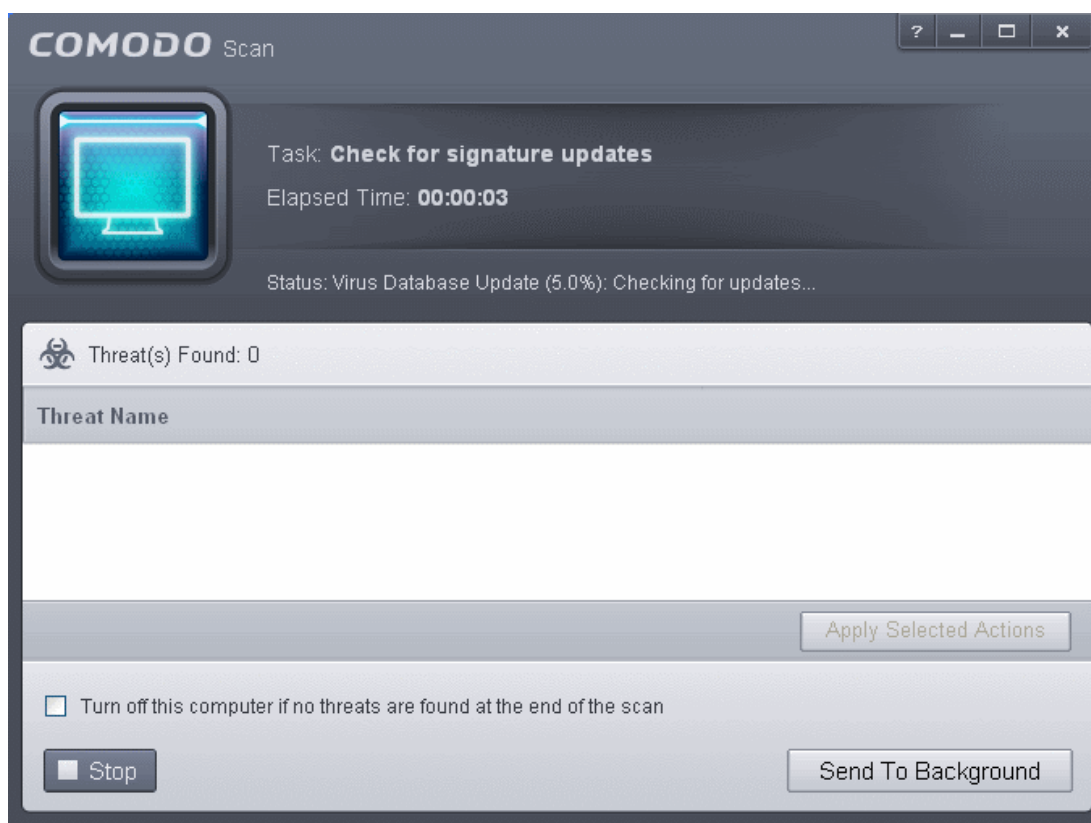 COMODO Scan
?
Task: Check for signature updates
Elapsed Time: 00:00:03
Status: Virus Database Update (5.0%): Checking for updates...
Threat(s) Found: 0
Threat Name
Apply Selected Actions
Turn off this computer if no threats are found at the end of the scan
Stop
Send To Background